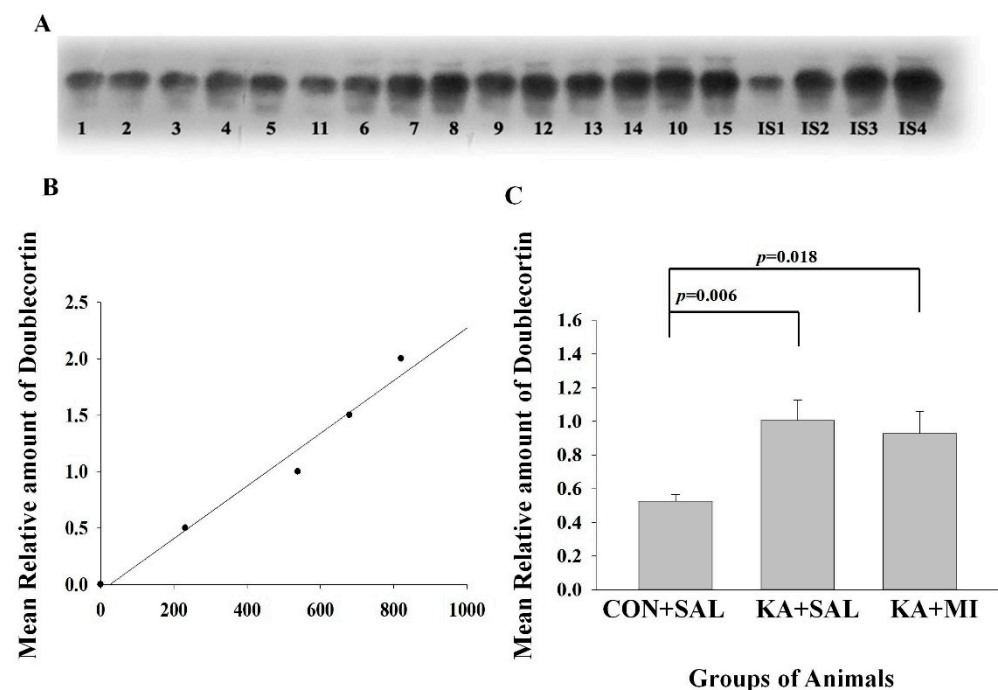 A
1 2 3 4 5 11 6 7 8 9 12 13 14 10 15 IS1 IS2 IS3 IS4
B
Mean Relative amount of Doublecortin
2.5
2.0
1.5
1.0
0.5
0.0
0 200 400 600 800 1000
C
Mean Relative amount of Doublecortin
p=0.018
p=0.006
1.6
1.4
1.2
1.0
0.8
0.6
0.4
0.2
0.0
CON+SAL KA+SAL KA+MI
Groups of Animals